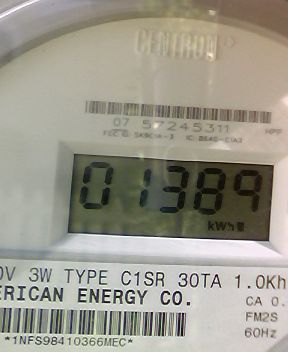 CENTRON
07 57245311
01389
kWh
0V 3W TYPE C1SR 30TA 1.0Kh
ERICAN ENERGY CO.
CA 0.
FM2S
60Hz
*1NFS98410366MEC*